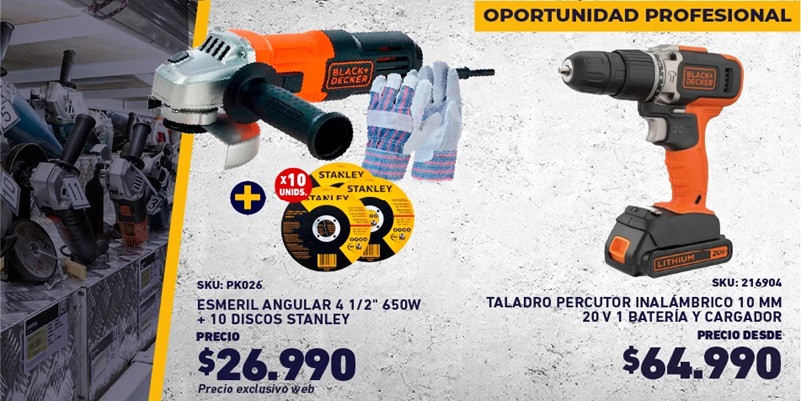 OPORTUNIDAD PROFESIONAL
BLACK+
DECKER
X10
UNIDS.
STANLEY
STANLEY
STANLEY
SKU: PK026
ESMERIL ANGULAR 4 1/2" 650W
+ 10 DISCOS STANLEY
PRECIO
$26.990
Precio exclusivo web
BLACK+
DECKER
20V
LITHIUM 20V
SKU: 216904
TALADRO PERCUTOR INALÁMBRICO 10 MM
20 V 1 BATERÍA Y CARGADOR
PRECIO DESDE
$64.990